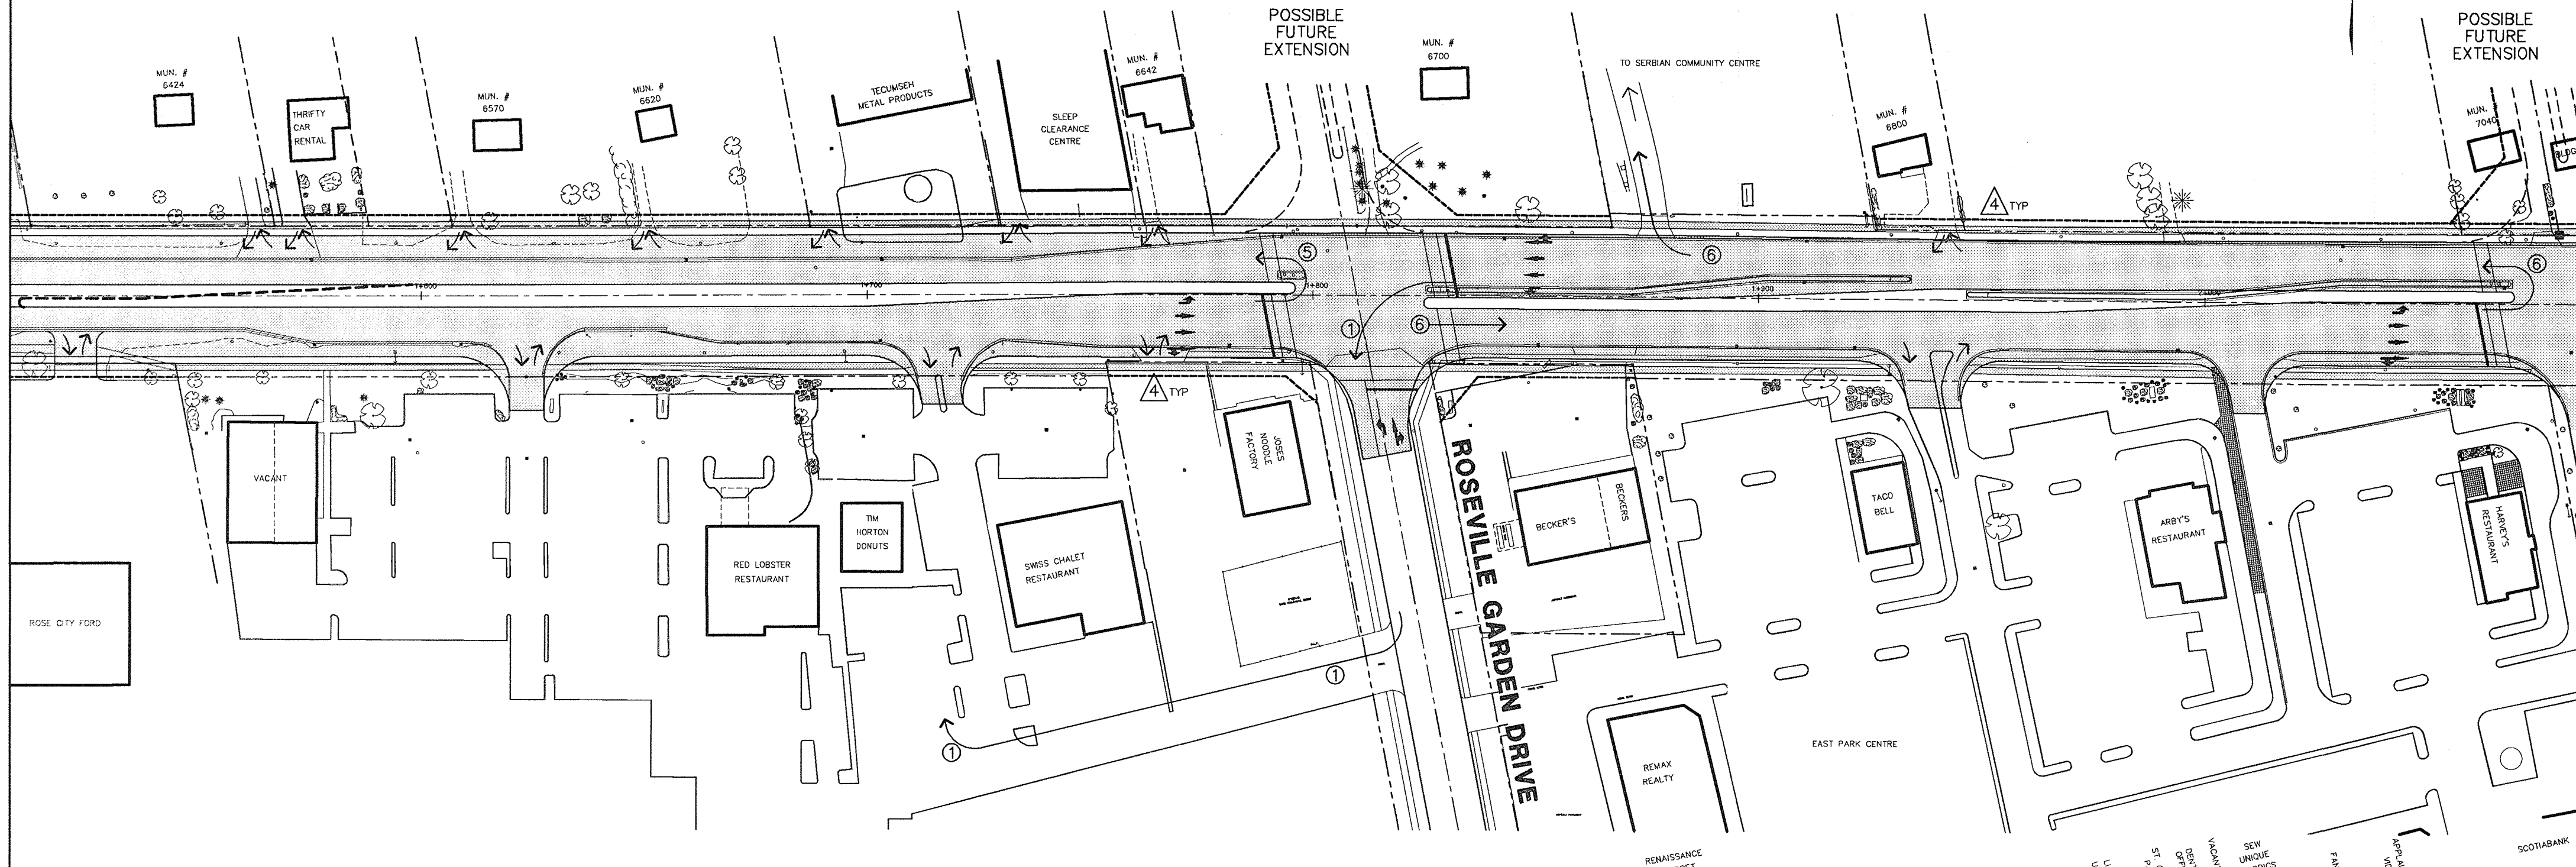 POSSIBLE
FUTURE
EXTENSION
POSSIBLE
FUTURE
EXTENSION
MUN. #
6424
THRIFTY
CAR
RENTAL
MUN. #
6570
MUN. #
6620
TECUMSEH
METAL PRODUCTS
SLEEP
CLEARANCE
CENTRE
MUN. #
6642
MUN. #
6700
TO SERBIAN COMMUNITY CENTRE
MUN. #
6800
MUN.
7040
4 TYP
5
6
6
1+600
1+700
1+800
1+900
1
6
4 TYP
VACANT
ROSE CITY FORD
RED LOBSTER
RESTAURANT
TIM
HORTON
DONUTS
SWISS CHALET
RESTAURANT
JOSES
NOODLE
FACTORY
ROSEVILLE GARDEN DRIVE
BECKER'S
BECKERS
TACO
BELL
ARBY'S
RESTAURANT
HARVEY'S
RESTAURANT
1
1
REMAX
REALTY
EAST PARK CENTRE
RENAISSANCE
VACANT
SEW
UNIQUE
SCOTIABANK